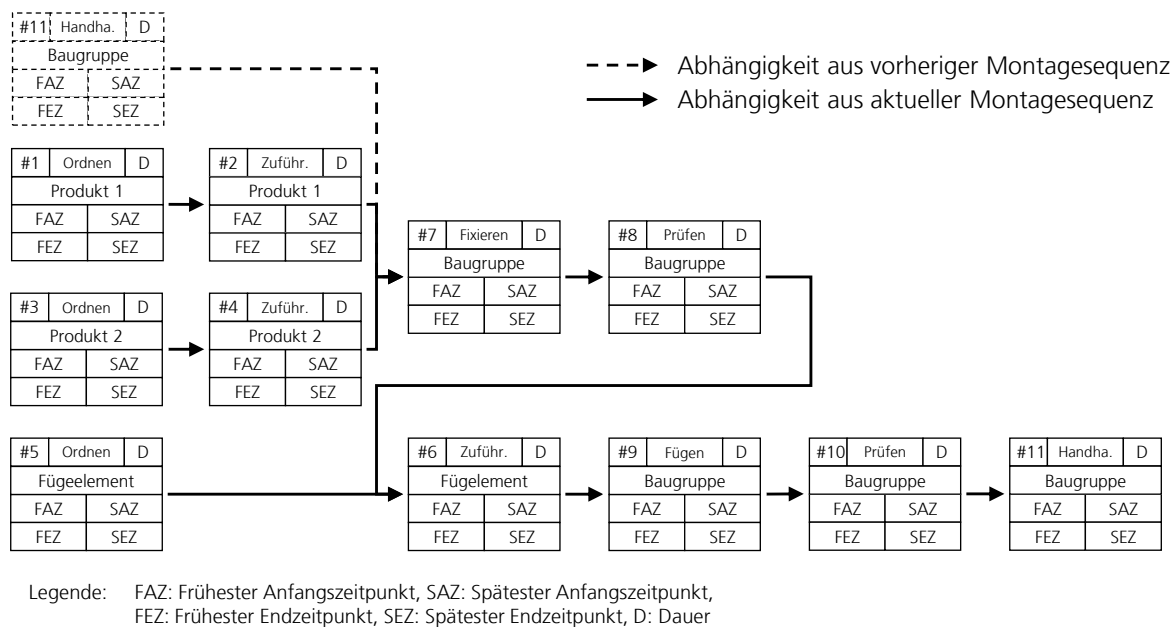 #11 Handha. D
Baugruppe
FAZ SAZ
FEZ SEZ
Abhängigkeit aus vorheriger Montagesequenz
Abhängigkeit aus aktueller Montagesequenz
#1 Ordnen D
Produkt 1
FAZ SAZ
FEZ SEZ
#2 Zuführ. D
Produkt 1
FAZ SAZ
FEZ SEZ
#3 Ordnen D
Produkt 2
FAZ SAZ
FEZ SEZ
#4 Zuführ. D
Produkt 2
FAZ SAZ
FEZ SEZ
#7 Fixieren D
Baugruppe
FAZ SAZ
FEZ SEZ
#8 Prüfen D
Baugruppe
FAZ SAZ
FEZ SEZ
#5 Ordnen D
Fügeelement
FAZ SAZ
FEZ SEZ
#6 Zuführ. D
Fügelement
FAZ SAZ
FEZ SEZ
#9 Fügen D
Baugruppe
FAZ SAZ
FEZ SEZ
#10 Prüfen D
Baugruppe
FAZ SAZ
FEZ SEZ
#11 Handha. D
Baugruppe
FAZ SAZ
FEZ SEZ
Legende: FAZ: Frühester Anfangszeitpunkt, SAZ: Spätester Anfangszeitpunkt,
FEZ: Frühester Endzeitpunkt, SEZ: Spätester Endzeitpunkt, D: Dauer